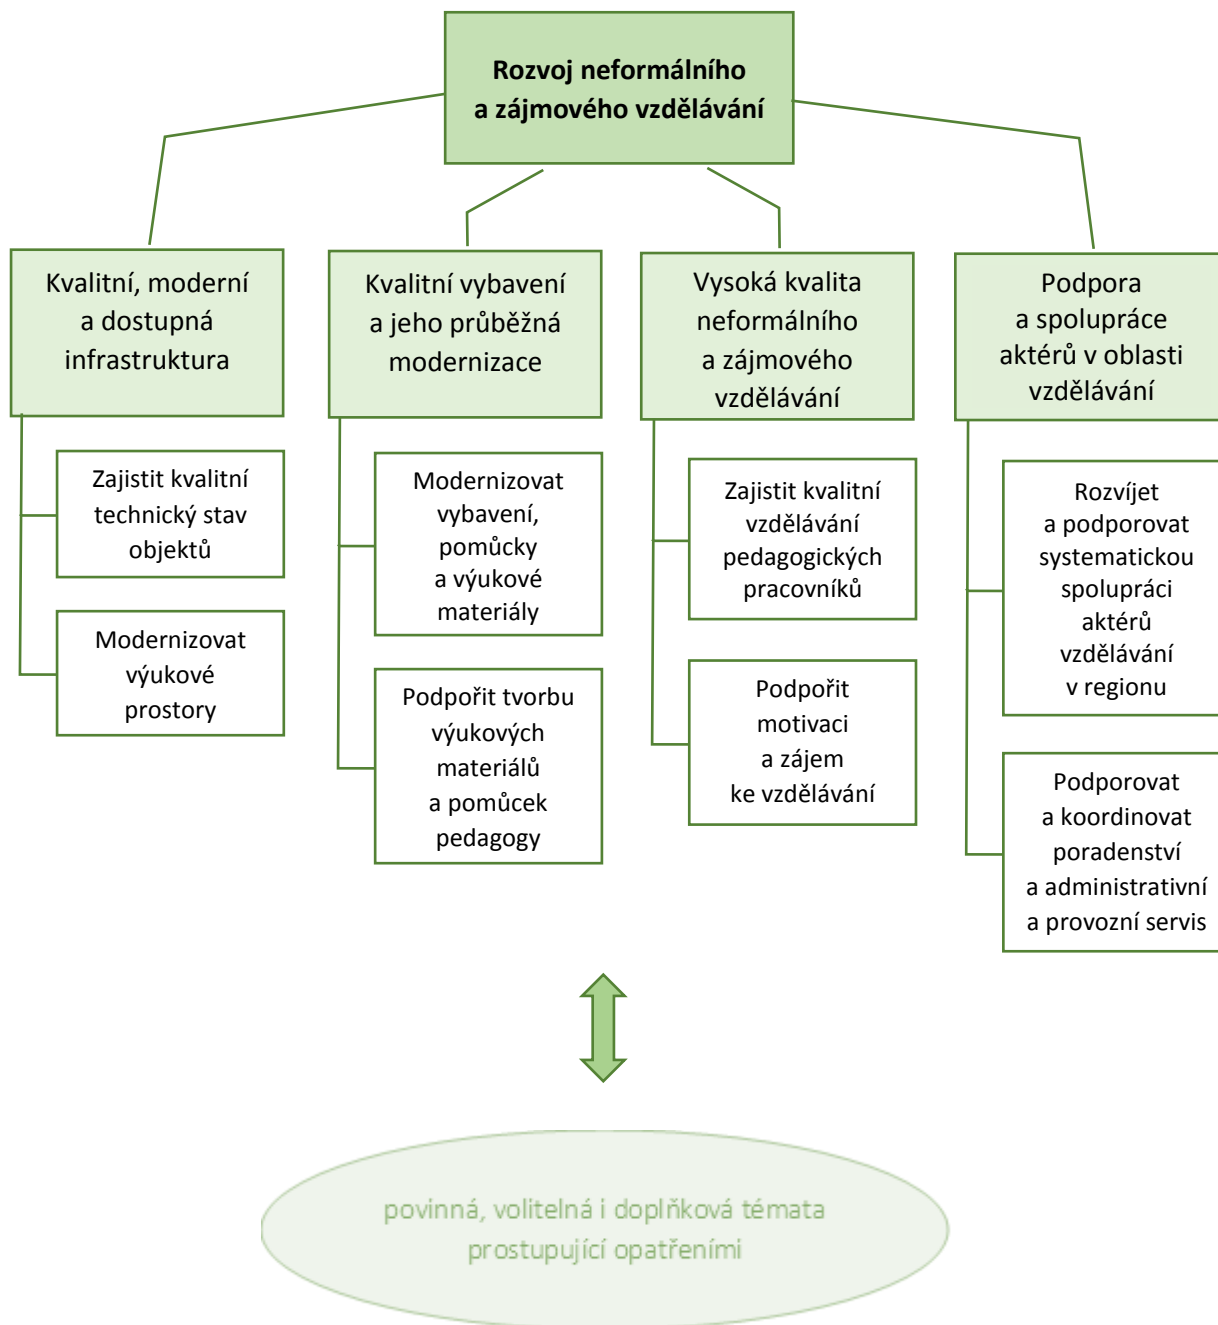 Rozvoj neformálního
a zájmového vzdělávání
Kvalitní, moderní
a dostupná
infrastruktura
Zajistit kvalitní
technický stav
objektů
Modernizovat
výukové
prostory
Kvalitní vybavení
a jeho průběžná
modernizace
Modernizovat
vybavení,
pomůcky
a výukové
materiály
Podpořit tvorbu
výukových
materiálů
a pomůcek
pedagogy
Vysoká kvalita
neformálního
a zájmového
vzdělávání
Zajistit kvalitní
vzdělávání
pedagogických
pracovníků
Podpořit
motivaci
a zájem
ke vzdělávání
Podpora
a spolupráce
aktérů v oblasti
vzdělávání
Rozvíjet
a podporovat
systematickou
spolupráci
aktérů
vzdělávání
v regionu
Podporovat
a koordinovat
poradenství
a administrativní
a provozní servis
povinná, volitelná i doplňková témata
prostupující opatřeními